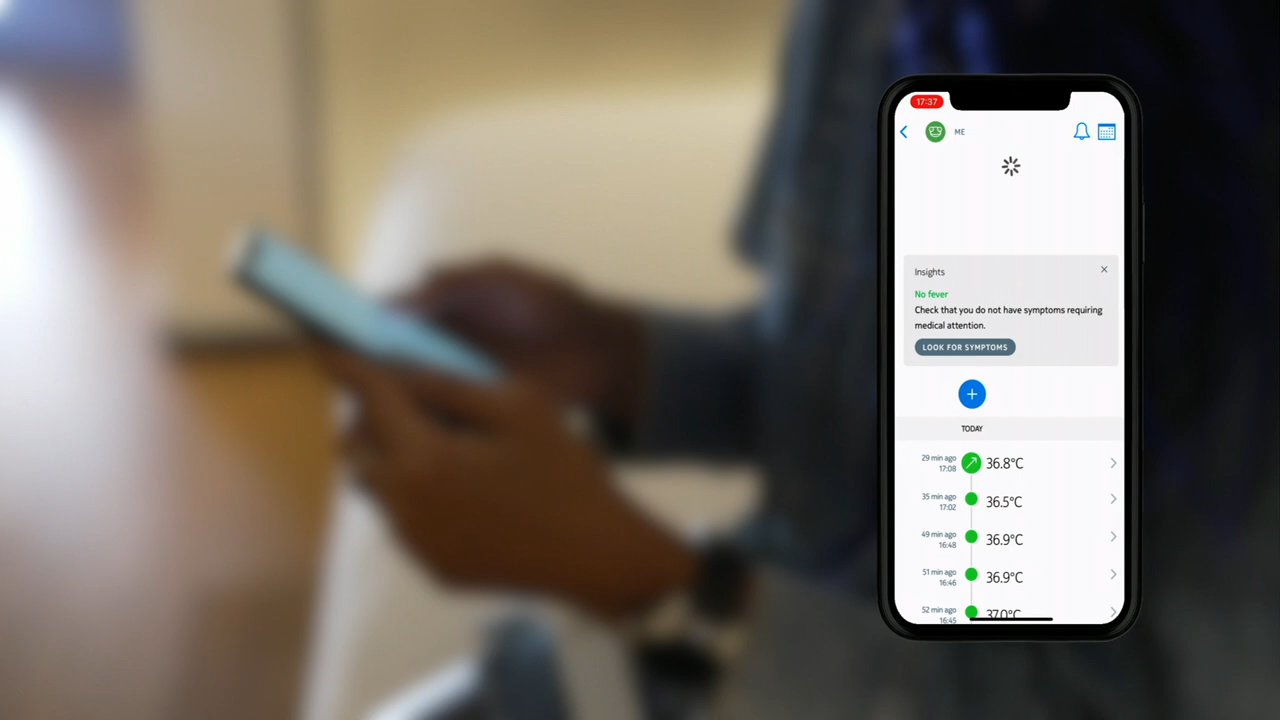 17:37
ME
Insights
No fever
Check that you do not have symptoms requiring
medical attention.
LOOK FOR SYMPTOMS
TODAY
29 min ago
17:08
36.8°C
35 min ago
17:02
36.5°C
49 min ago
16:48
36.9°C
51 min ago
16:46
36.9°C
52 min ago
16:45
37.0°C